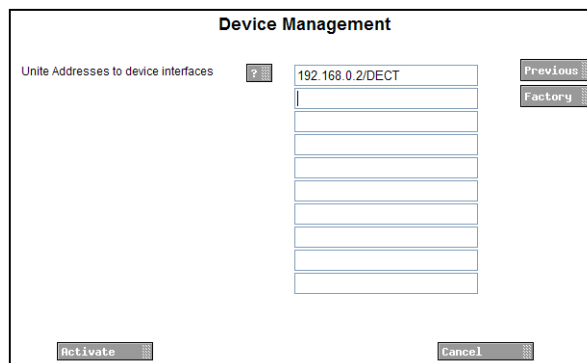 Device Management
Unite Addresses to device interfaces
?
192.168.0.2/DECT
Previous
Factory
Activate
Cancel